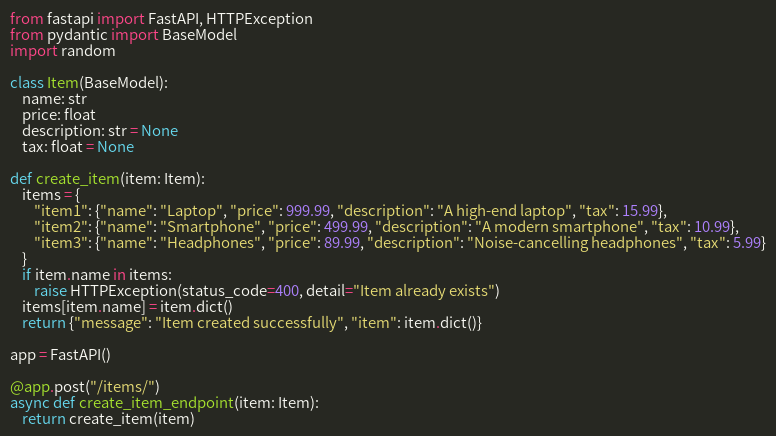 from fastapi import FastAPI, HTTPException
from pydantic import BaseModel
import random

class Item(BaseModel):
    name: str
    price: float
    description: str = None
    tax: float = None

def create_item(item: Item):
    items = {
        "item1": {"name": "Laptop", "price": 999.99, "description": "A high-end laptop", "tax": 15.99},
        "item2": {"name": "Smartphone", "price": 499.99, "description": "A modern smartphone", "tax": 10.99},
        "item3": {"name": "Headphones", "price": 89.99, "description": "Noise-cancelling headphones", "tax": 5.99}
    }
    if item.name in items:
        raise HTTPException(status_code=400, detail="Item already exists")
    items[item.name] = item.dict()
    return {"message": "Item created successfully", "item": item.dict()}

app = FastAPI()

@app.post("/items/")
async def create_item_endpoint(item: Item):
    return create_item(item)